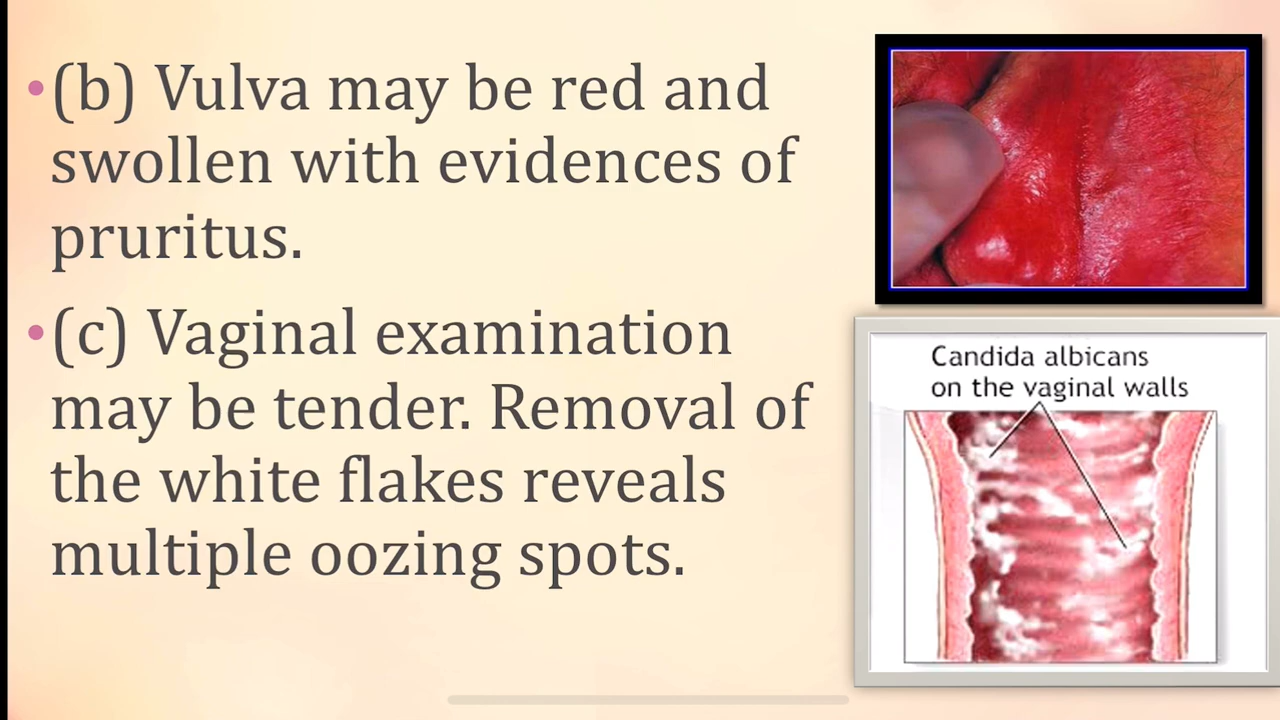 •(b) Vulva may be red and
swollen with evidences of
pruritus.
•(c) Vaginal examination
may be tender. Removal of
the white flakes reveals
multiple oozing spots.
Candida albicans
on the vaginal walls